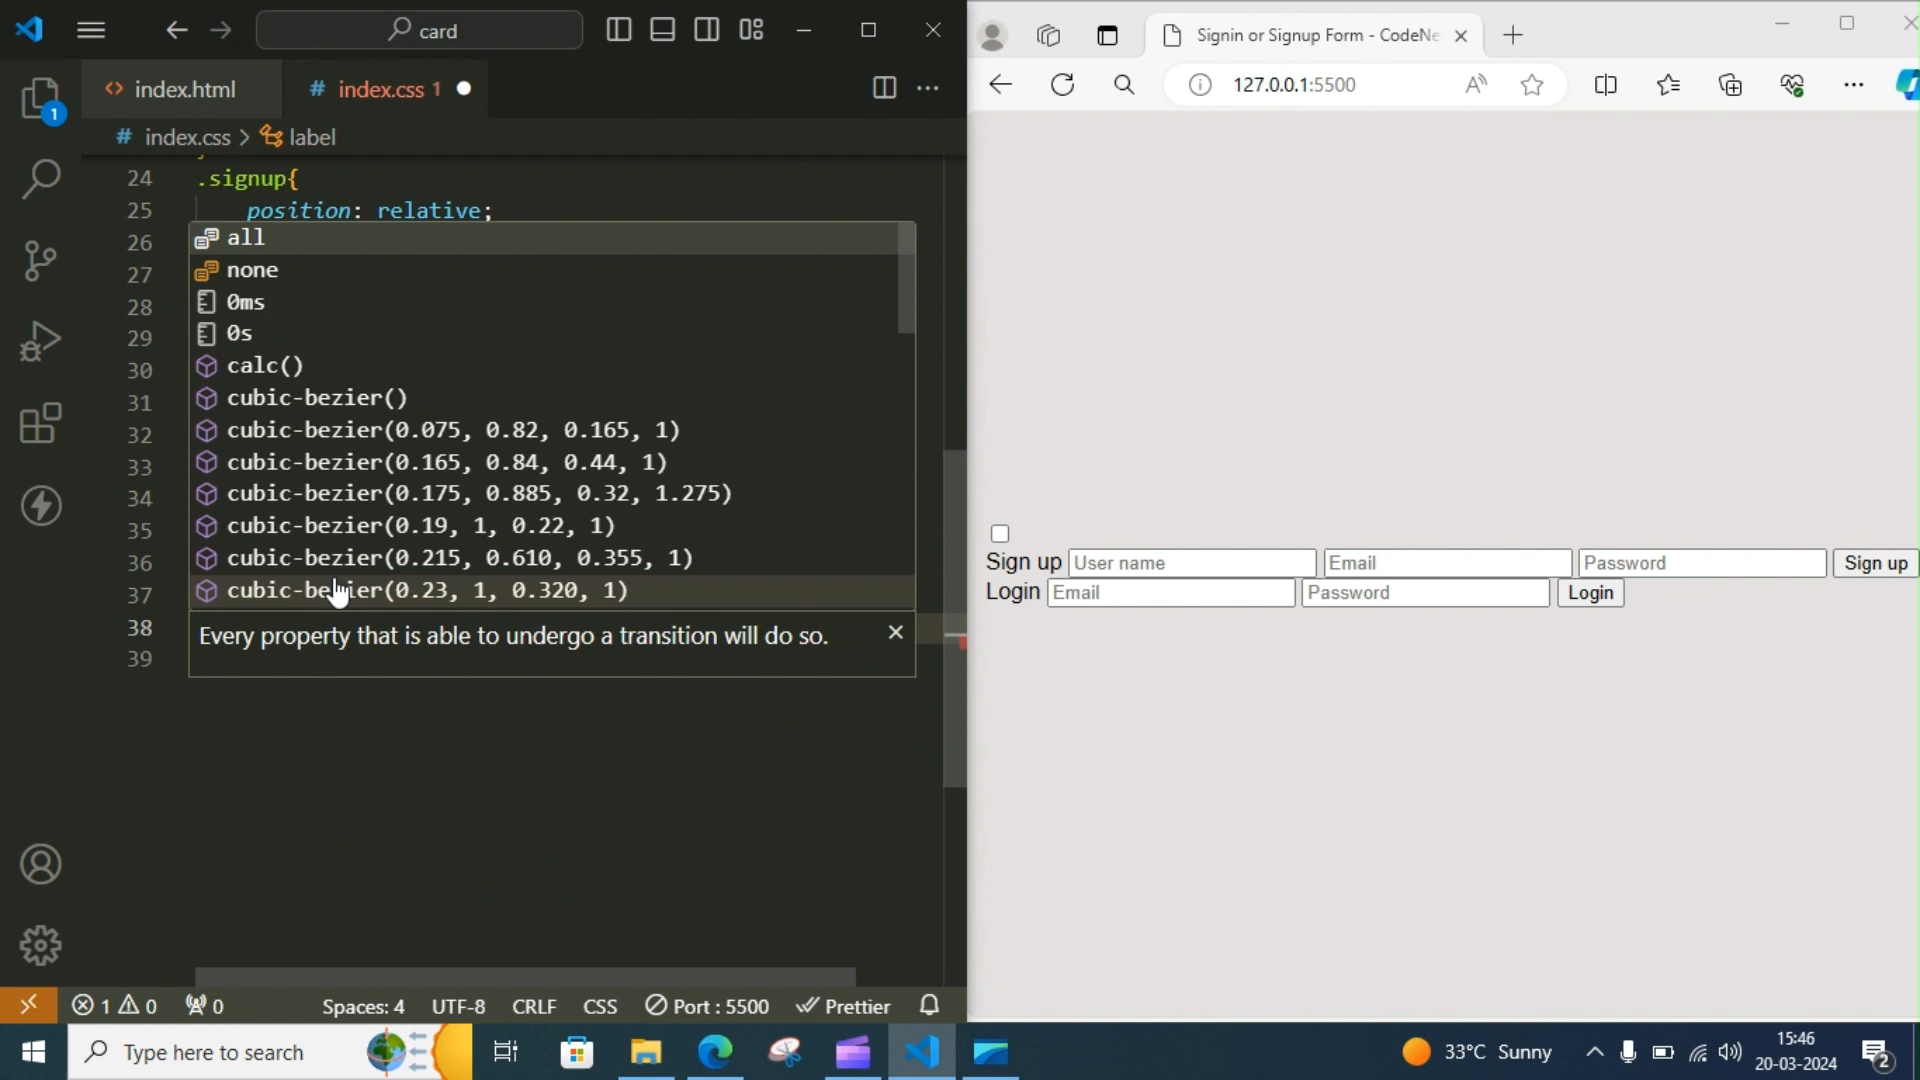 card
Signin or Signup Form - CodeNe
index.html
# index.css 1
127.0.0.1:5500
1
# index.css > label
24 .signup{
25 position: relative;
26
27
28
29
30
31
32
33
34
35
36
37
38
39
all
none
0ms
0s
calc()
cubic-bezier()
cubic-bezier(0.075, 0.82, 0.165, 1)
cubic-bezier(0.165, 0.84, 0.44, 1)
cubic-bezier(0.175, 0.885, 0.32, 1.275)
cubic-bezier(0.19, 1, 0.22, 1)
cubic-bezier(0.215, 0.610, 0.355, 1)
cubic-bezier(0.23, 1, 0.320, 1)
Every property that is able to undergo a transition will do so.
Sign up User name Email Password Sign up
Login Email Password Login
1 0 0 Spaces: 4 UTF-8 CRLF CSS Port : 5500 Prettier
Type here to search
33°C Sunny
15:46
20-03-2024
2